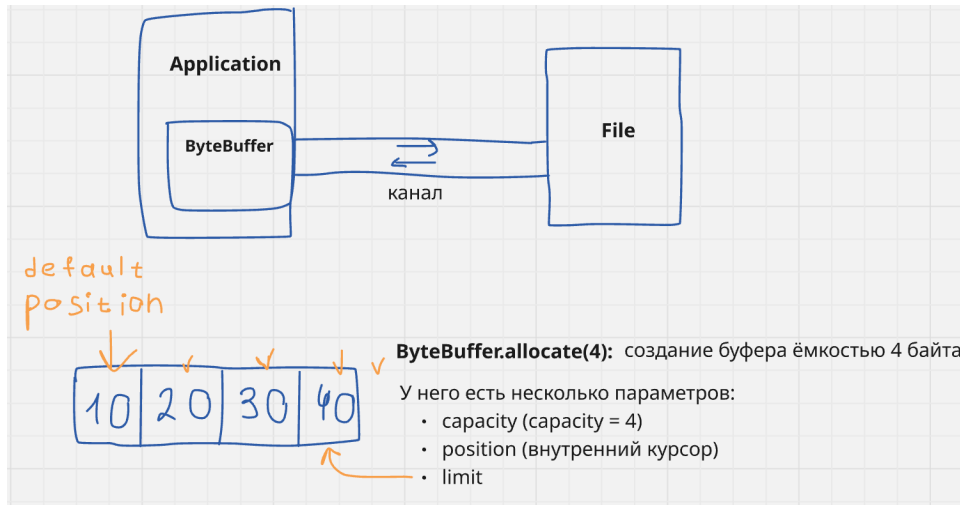 Application
ByteBuffer
File
канал
default
position
10 20 30 40
ByteBuffer.allocate(4): создание буфера ёмкостью 4 байта
У него есть несколько параметров:
• capacity (capacity = 4)
• position (внутренний курсор)
• limit